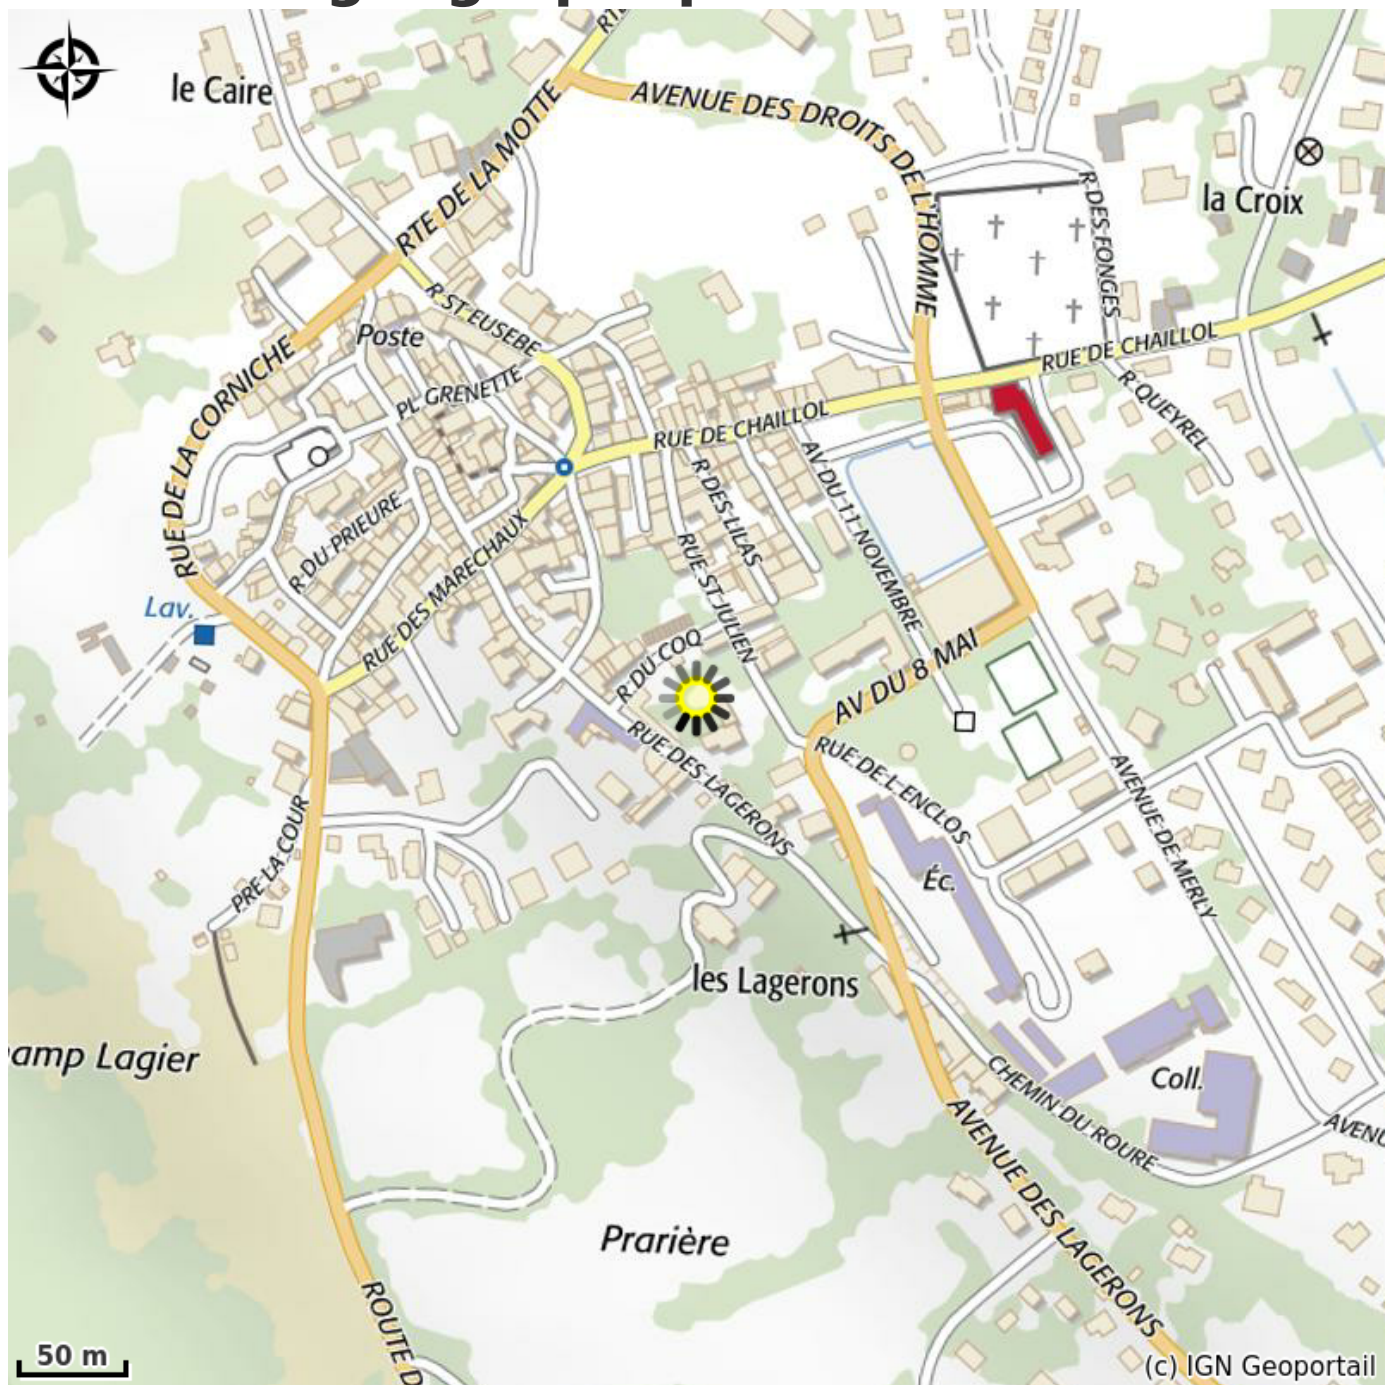 le Caire
RTE
AVENUE DES DROITS DE L'HOMME
RTE DE LA MOTTE
la Croix
R DES FONGES
R ST EUSEBE
Poste
PL GRENETTE
RUE DE CHAILLOL
RUE DE CHAILLOL
R QUEYREL
RUE DE LA CORNICHE
R DU PRIEURE
RUE DES MARECHAUX
R DES LILAS
AV DU 11 NOVEMBRE
RUE ST JULIEN
Lav.
R DU COQ
AV DU 8 MAI
RUE DES LAGERONS
RUE DE L'ENCLOS
AVENUE DE MERLY
PRE LA COUR
Éc.
les Lagerons
amp Lagier
Coll.
CHEMIN DU ROURE
AVENU
AVENUE DES LAGERONS
Prarière
ROUTE D
50 m
(c) IGN Geoportail